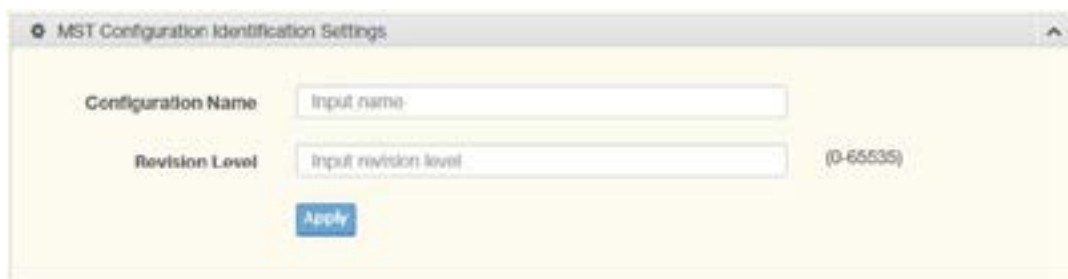 MST Configuration Identification Settings
Configuration Name
Input name
Revision Level
Input revision level
(0-65535)
Apply